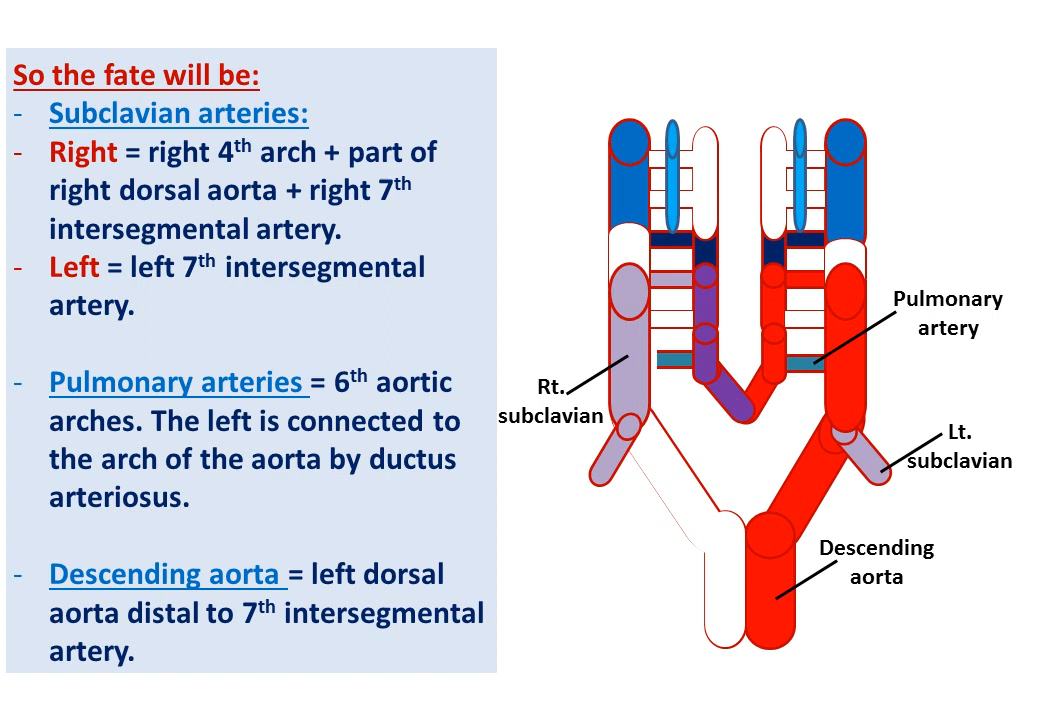 So the fate will be:
- Subclavian arteries:
- Right = right 4th arch + part of
right dorsal aorta + right 7th
intersegmental artery.
- Left = left 7th intersegmental
artery.
- Pulmonary arteries = 6th aortic
arches. The left is connected to
the arch of the aorta by ductus
arteriosus.
- Descending aorta = left dorsal
aorta distal to 7th intersegmental
artery.
Pulmonary
artery
Rt.
subclavian
Lt.
subclavian
Descending
aorta